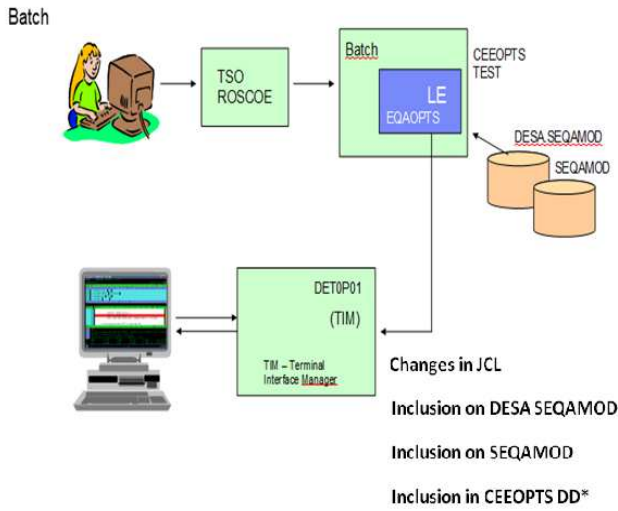 Batch
TSO
ROSCOE
Batch
LE
EQAOPTS
CEEOPTS
TEST
DESA.SEQAMOD
SEQAMOD
DET0P01
(TIM)
TIM – Terminal
Interface Manager
Changes in JCL
Inclusion on DESA SEQAMOD
Inclusion on SEQAMOD
Inclusion in CEEOPTS DD*